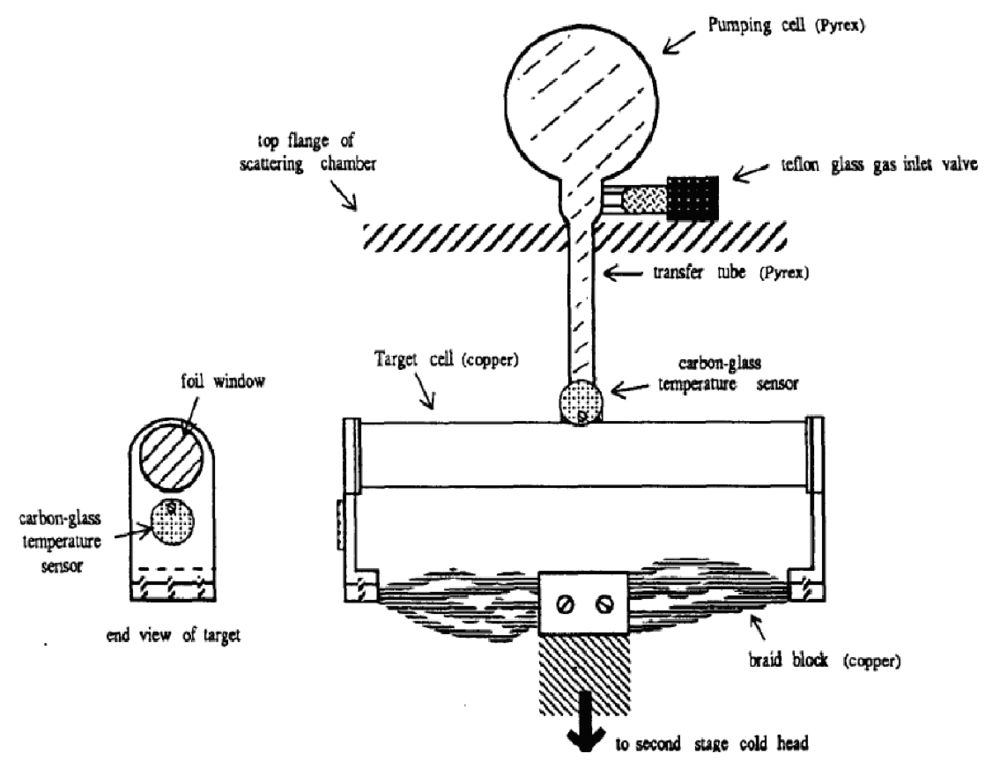 Pumping cell (Pyrex)
top flange of
scattering chamber
teflon glass gas inlet valve
transfer tube (Pyrex)
Target cell (copper)
carbon-glass
temperature sensor
foil window
carbon-glass
temperature
sensor
end view of target
braid block (copper)
to second stage cold head